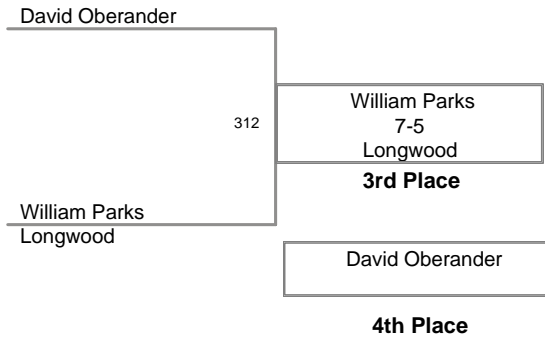 David Oberander
312
William Parks
7-5
Longwood
3rd Place
William Parks
Longwood
David Oberander
4th Place